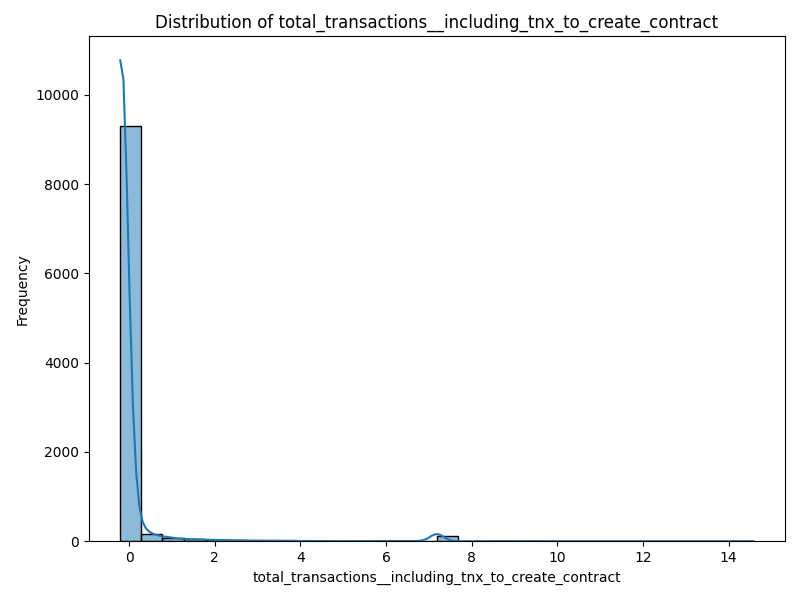 Distribution of total_transactions__including_tnx_to_create_contract
10000
8000
6000
4000
2000
0
Frequency
0 2 4 6 8 10 12 14
total_transactions__including_tnx_to_create_contract